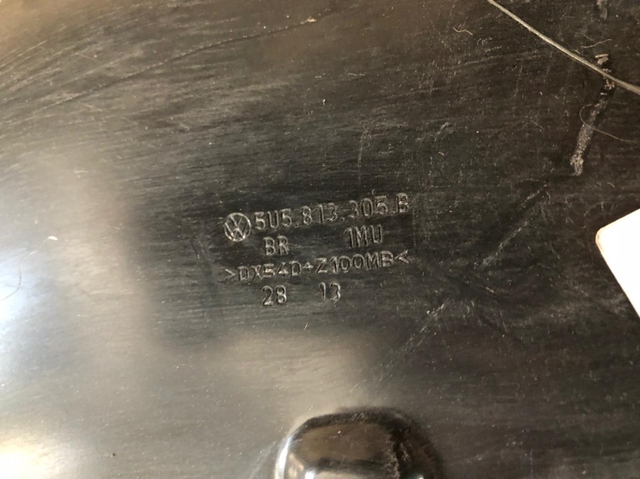 5U5.813.305.B
BR 1MU
>DX54D+Z100MB<
28 13